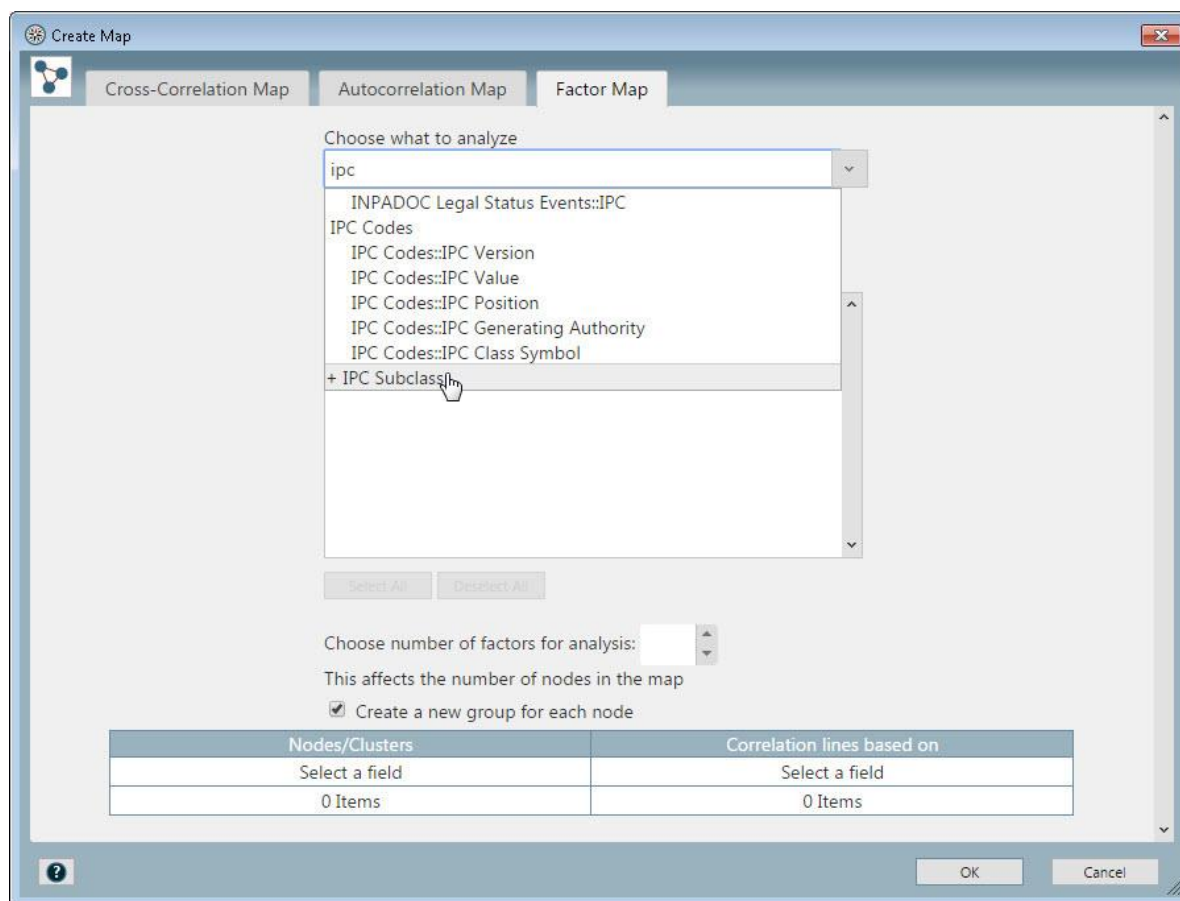 Create Map
Cross-Correlation Map Autocorrelation Map Factor Map
Choose what to analyze
ipc
INPADOC Legal Status Events::IPC
IPC Codes
IPC Codes::IPC Version
IPC Codes::IPC Value
IPC Codes::IPC Position
IPC Codes::IPC Generating Authority
IPC Codes::IPC Class Symbol
+ IPC Subclass
Select All Deselect All
Choose number of factors for analysis:
This affects the number of nodes in the map
Create a new group for each node
Nodes/Clusters Correlation lines based on
Select a field Select a field
0 Items 0 Items
? OK Cancel